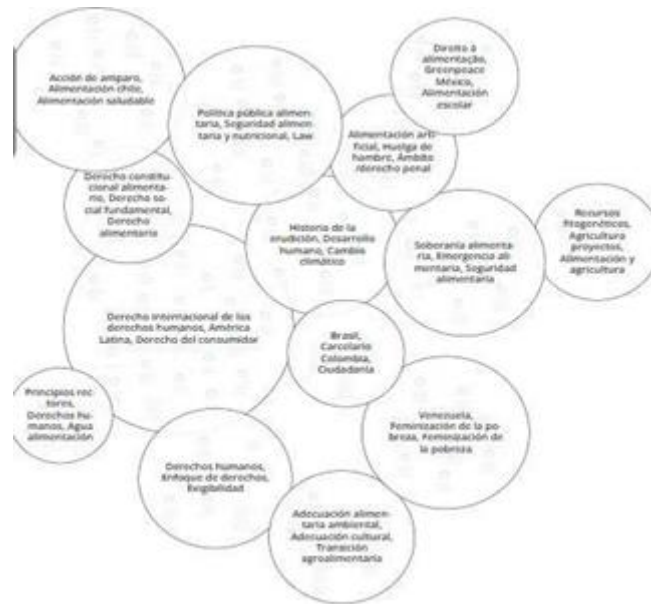 Direito à
alimentação,
Greenpeace
México,
Alimentación
escolar
Acción de amparo,
Alimentación chile,
Alimentación saludable
Política pública alimen-
taria, Seguridad alimen-
taria y nutricional, Law
Alimentación arti-
ficial, Huelga de
hambre, Ámbito
/derecho penal
Derecho constitu-
cional alimenta-
rio, Derecho so-
cial fundamental,
Derecho
alimentaria
Historia de la
erudición, Desarrollo
humano, Cambio
climático
Soberanía alimenta-
ria, Emergencia ali-
mentaria, Seguridad
alimentaria
Recursos
fitogenéticos,
Agricultura
proyectos,
Alimentación y
agricultura
Derecho internacional de los
derechos humanos, América
Latina, Derecho del consumidor
Brasil,
Carcelario
Colombia,
Ciudadanía
Principios rec-
tores,
Derechos hu-
manos, Agua
alimentación
Venezuela,
Feminización de la po-
breza, Feminización de
la pobreza
Derechos humanos,
Enfoque de derechos,
Exigibilidad
Adecuación alimen-
taria ambiental,
Adecuación cultural,
Transición
agroalimentaria